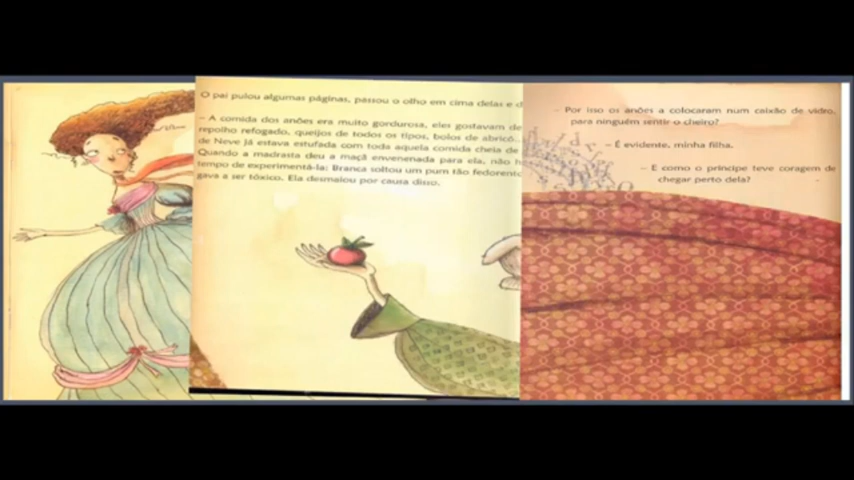 O pai pulou algumas páginas, passou o olho em cima delas e d
– A comida dos anões era muito gordurosa, eles gostavam de
repolho refogado, queijos de todos os tipos, bolos de abricó...
de Neve já estava estufada com toda aquela comida cheia de
Quando a madrasta deu a maçã envenenada para ela, não h
tempo de experimentá-la: Branca soltou um pum tão fedorento
gava a ser tóxico. Ela desmaiou por causa disso.
– Por isso os anões a colocaram num caixão de vidro,
para ninguém sentir o cheiro?
– É evidente, minha filha.
– E como o príncipe teve coragem de
chegar perto dela?